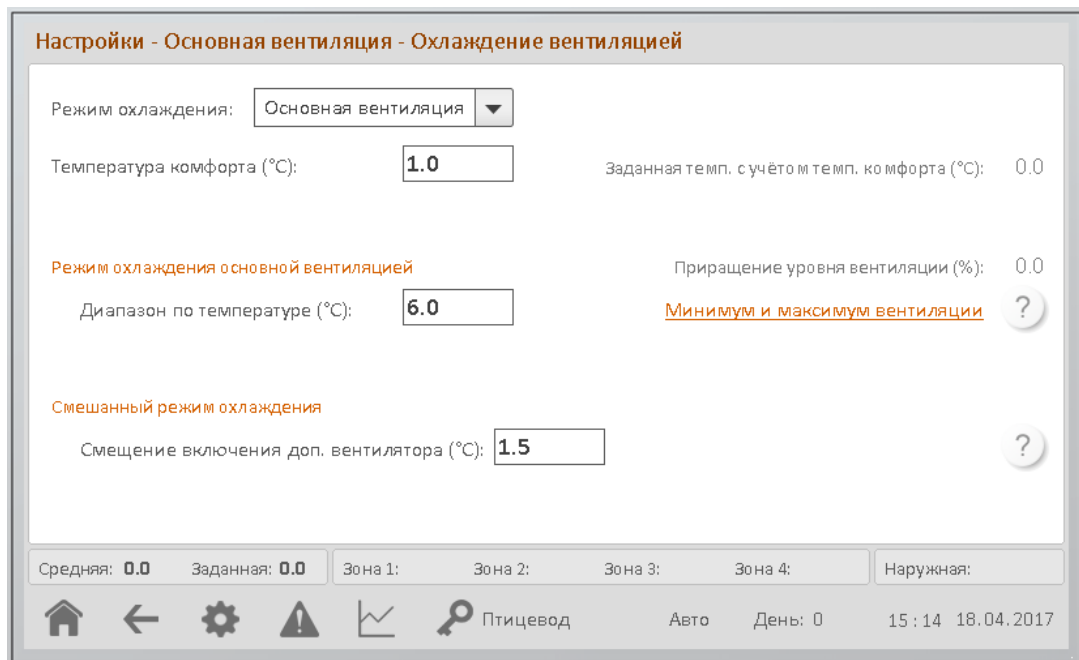 Настройки - Основная вентиляция - Охлаждение вентиляцией
Режим охлаждения: Основная вентиляция
Температура комфорта (°C): 1.0 Заданная темп. с учётом темп. комфорта (°C): 0.0
Режим охлаждения основной вентиляцией Приращение уровня вентиляции (%): 0.0
Диапазон по температуре (°C): 6.0 Минимум и максимум вентиляции ?
Смешанный режим охлаждения
Смещение включения доп. вентилятора (°C): 1.5 ?
Средняя: 0.0 Заданная: 0.0 Зона 1: Зона 2: Зона 3: Зона 4: Наружная:
Птицевод Авто День: 0 15 : 14 18.04.2017